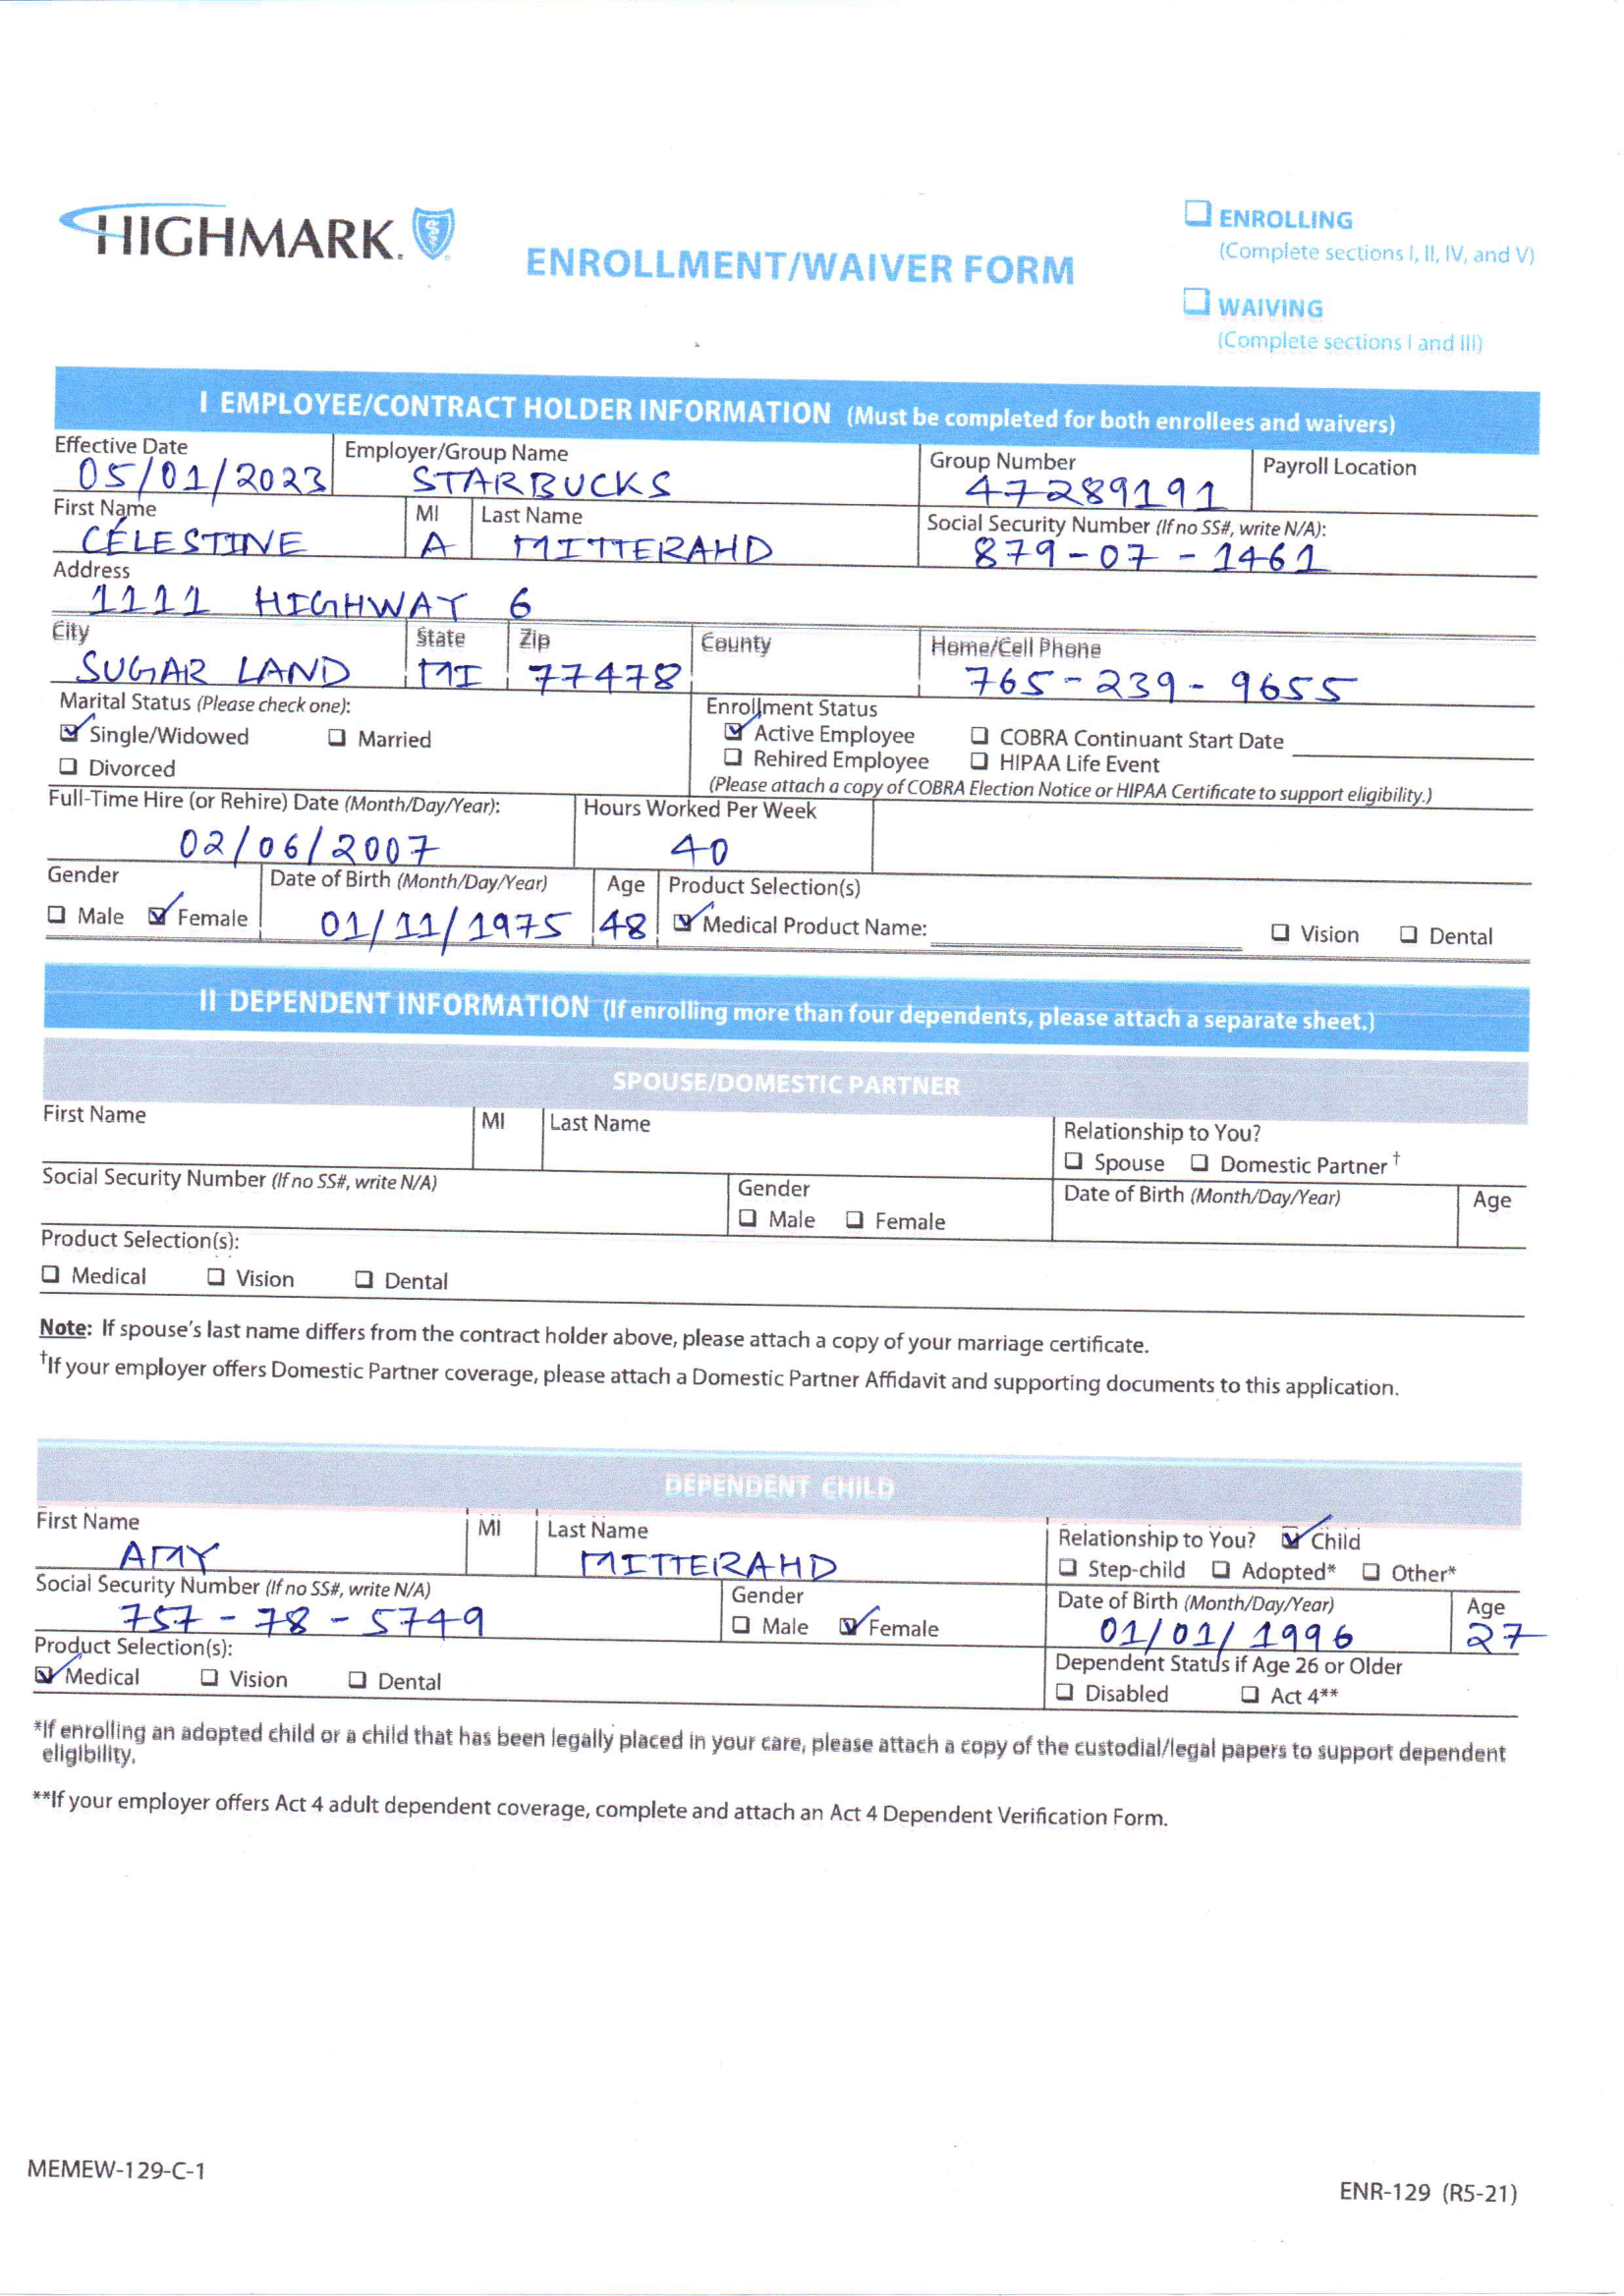 HIGHMARK.
ENROLLMENT/WAIVER FORM
❑ ENROLLING
(Complete sections I, II, IV, and V)
❑ WAIVING
(Complete sections I and III)
I EMPLOYEE/CONTRACT HOLDER INFORMATION (Must be completed for both enrollees and waivers)
Effective Date Employer/Group Name Group Number Payroll Location
05/01/2023 STARBUCKS 47289191
First Name MI Last Name Social Security Number (If no SS#, write N/A):
CÉLESTINE A MITTERAHD 879-07-1461
Address
1111 HIGHWAY 6
City State Zip County Home/Cell Phone
SUGAR LAND MI 77478 765-239-9655
Marital Status (Please check one): Enrollment Status
☑ Single/Widowed ❑ Married ☑ Active Employee ❑ COBRA Continuant Start Date
❑ Divorced ❑ Rehired Employee ❑ HIPAA Life Event
(Please attach a copy of COBRA Election Notice or HIPAA Certificate to support eligibility.)
Full-Time Hire (or Rehire) Date (Month/Day/Year): Hours Worked Per Week
02/06/2007 40
Gender Date of Birth (Month/Day/Year) Age Product Selection(s)
❑ Male ☑ Female 01/11/1975 48 ☑ Medical Product Name: ❑ Vision ❑ Dental
II DEPENDENT INFORMATION (If enrolling more than four dependents, please attach a separate sheet.)
SPOUSE/DOMESTIC PARTNER
First Name MI Last Name Relationship to You?
❑ Spouse ❑ Domestic Partner†
Social Security Number (If no SS#, write N/A) Gender Date of Birth (Month/Day/Year) Age
❑ Male ❑ Female
Product Selection(s):
❑ Medical ❑ Vision ❑ Dental
Note: If spouse's last name differs from the contract holder above, please attach a copy of your marriage certificate.
†If your employer offers Domestic Partner coverage, please attach a Domestic Partner Affidavit and supporting documents to this application.
DEPENDENT CHILD
First Name MI Last Name Relationship to You? ☑ Child
AMY MITTERAHD ❑ Step-child ❑ Adopted* ❑ Other*
Social Security Number (If no SS#, write N/A) Gender Date of Birth (Month/Day/Year) Age
757-78-5749 ❑ Male ☑ Female 01/01/1996 27
Product Selection(s): Dependent Status if Age 26 or Older
☑ Medical ❑ Vision ❑ Dental ❑ Disabled ❑ Act 4**
*If enrolling an adopted child or a child that has been legally placed in your care, please attach a copy of the custodial/legal papers to support dependent
eligibility.
**If your employer offers Act 4 adult dependent coverage, complete and attach an Act 4 Dependent Verification Form.
MEMEW-129-C-1
ENR-129 (R5-21)